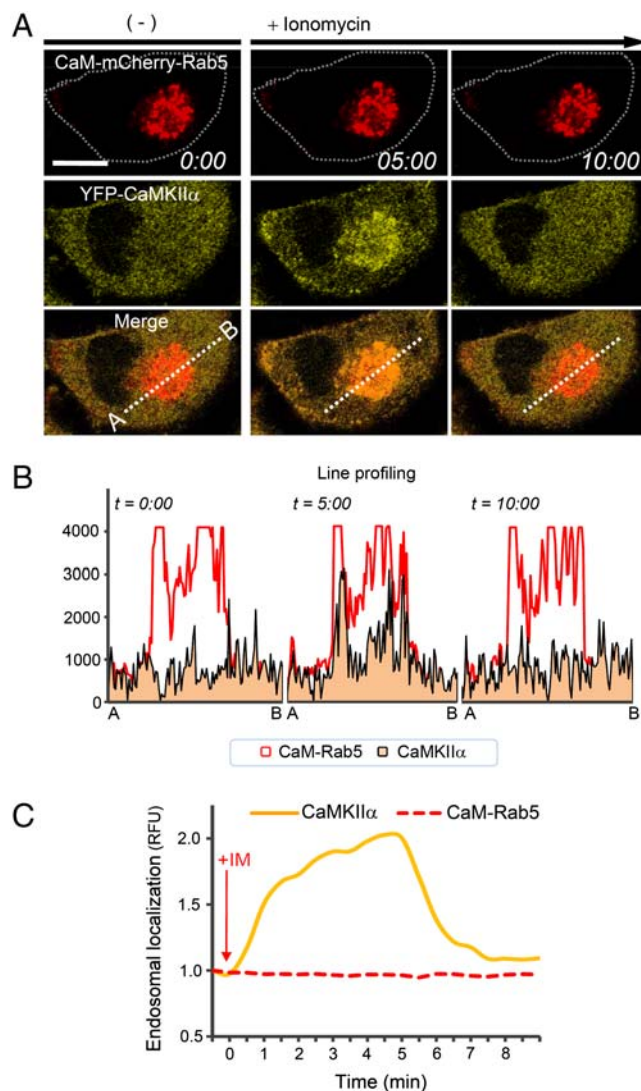 A
( - )
+ Ionomycin
CaM-mCherry-Rab5
0:00
05:00
10:00
YFP-CaMKIIα
Merge
B
A
B
Line profiling
t = 0:00
t = 5:00
t = 10:00
4000
3000
2000
1000
0
A B A B A B
CaM-Rab5 CaMKIIα
C
CaMKIIα CaM-Rab5
+IM
Endosomal localization (RFU)
2.0
1.5
1.0
0.5
0 1 2 3 4 5 6 7 8
Time (min)